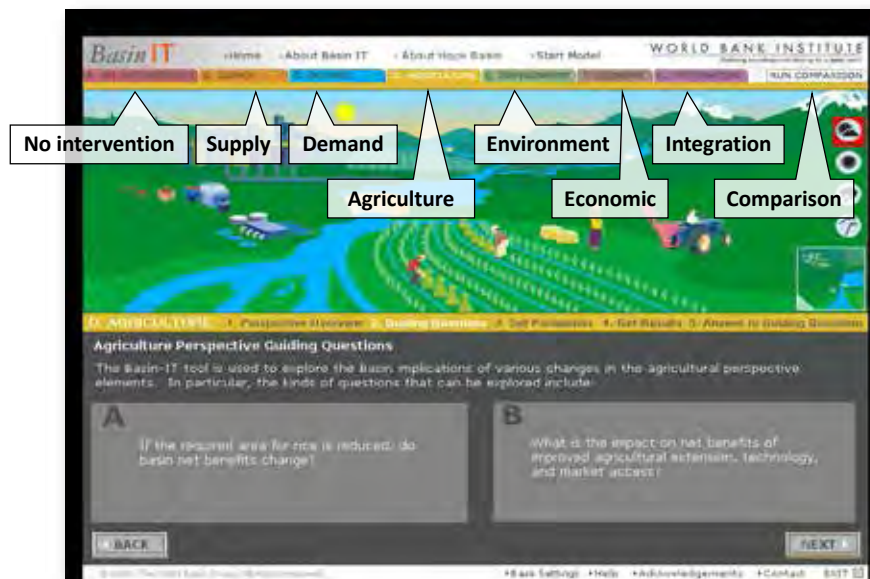 Basin IT
Home
About Basin IT
Start Model
WORLD BANK INSTITUTE
RUN COMPARISON
No intervention
Supply
Demand
Environment
Integration
Agriculture
Economic
Comparison
D. AGRICULTURE 1. Perspective Overview 2. Guiding Questions 3. Set Parameters 4. Get Results 5. Answer to Guiding Questions
Agriculture Perspective Guiding Questions
The Basin-IT tool is used to explore the basin implications of various changes in the agricultural perspective
elements. In particular, the kinds of questions that can be explored include:
A
If the required area for rice is reduced, do
basin net benefits change?
B
What is the impact on net benefits of
improved agricultural extension, technology,
and market access?
BACK
NEXT
Basin Settings Help Acknowledgements Contact EXIT